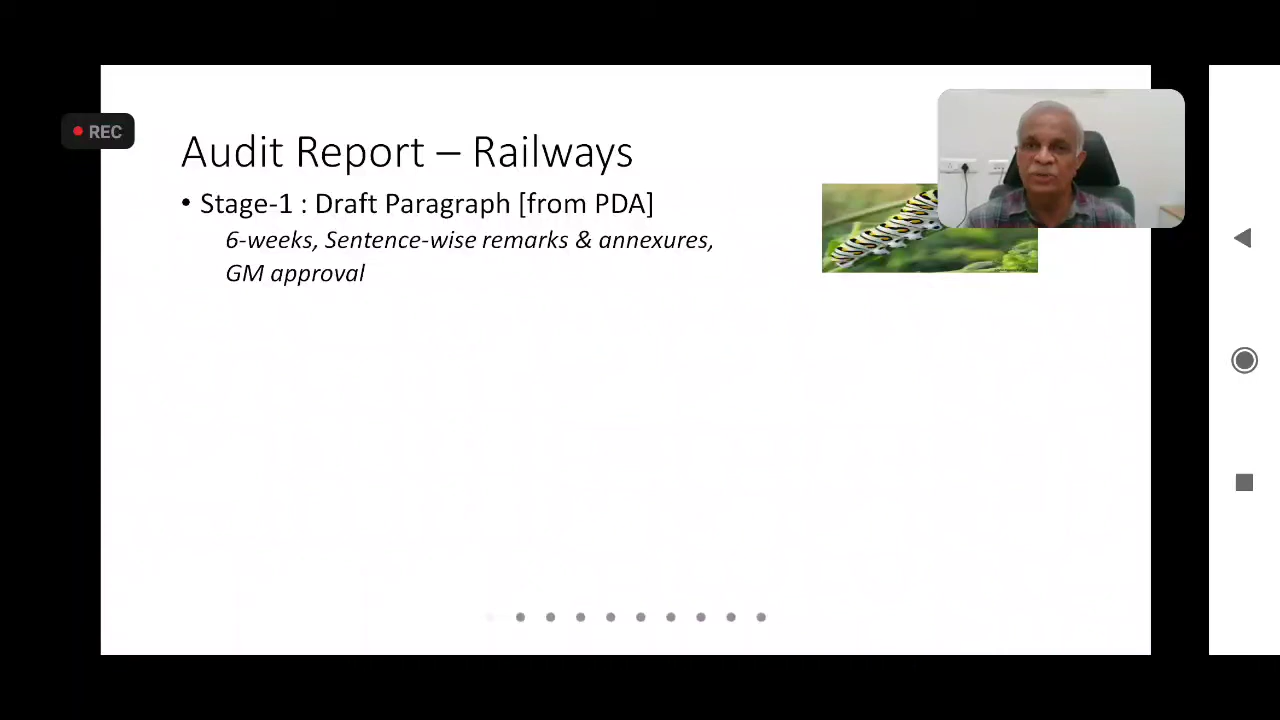 REC
Audit Report – Railways
• Stage-1 : Draft Paragraph [from PDA]
6-weeks, Sentence-wise remarks & annexures,
GM approval